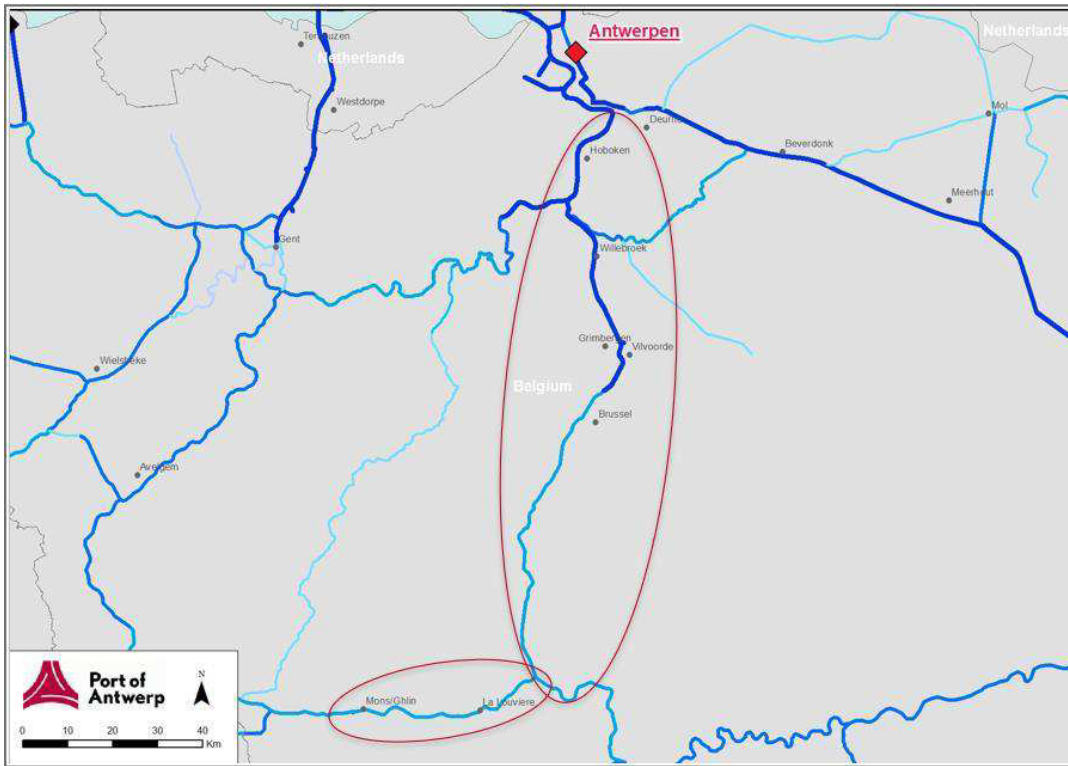 Antwerpen
Netherlands
Terneuzen
Netherlands
Westdorpe
Mol
Deurne
Beverdonk
Hoboken
Meerhout
Gent
Willebroek
Grimbergen
Vilvoorde
Wielsbeke
Belgium
Brussel
Avelgem
Port of
Antwerp
N
Mons/Ghlin
La Louviere
0 10 20 30 40
Km